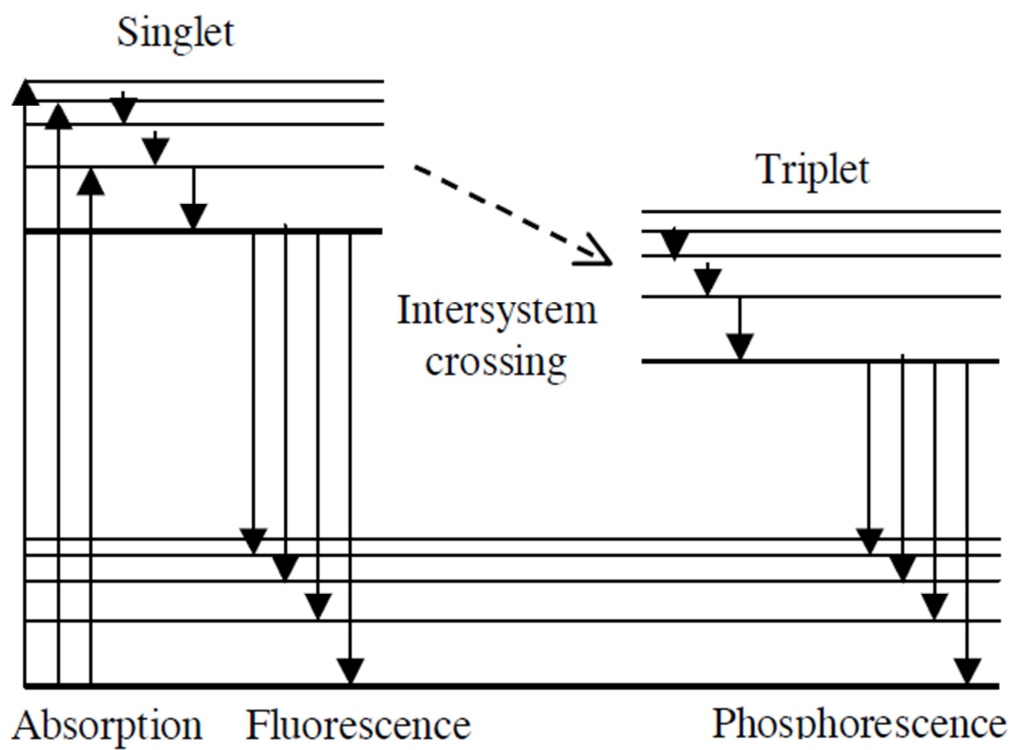 Singlet
Triplet
Intersystem
crossing
Absorption
Fluorescence
Phosphorescence